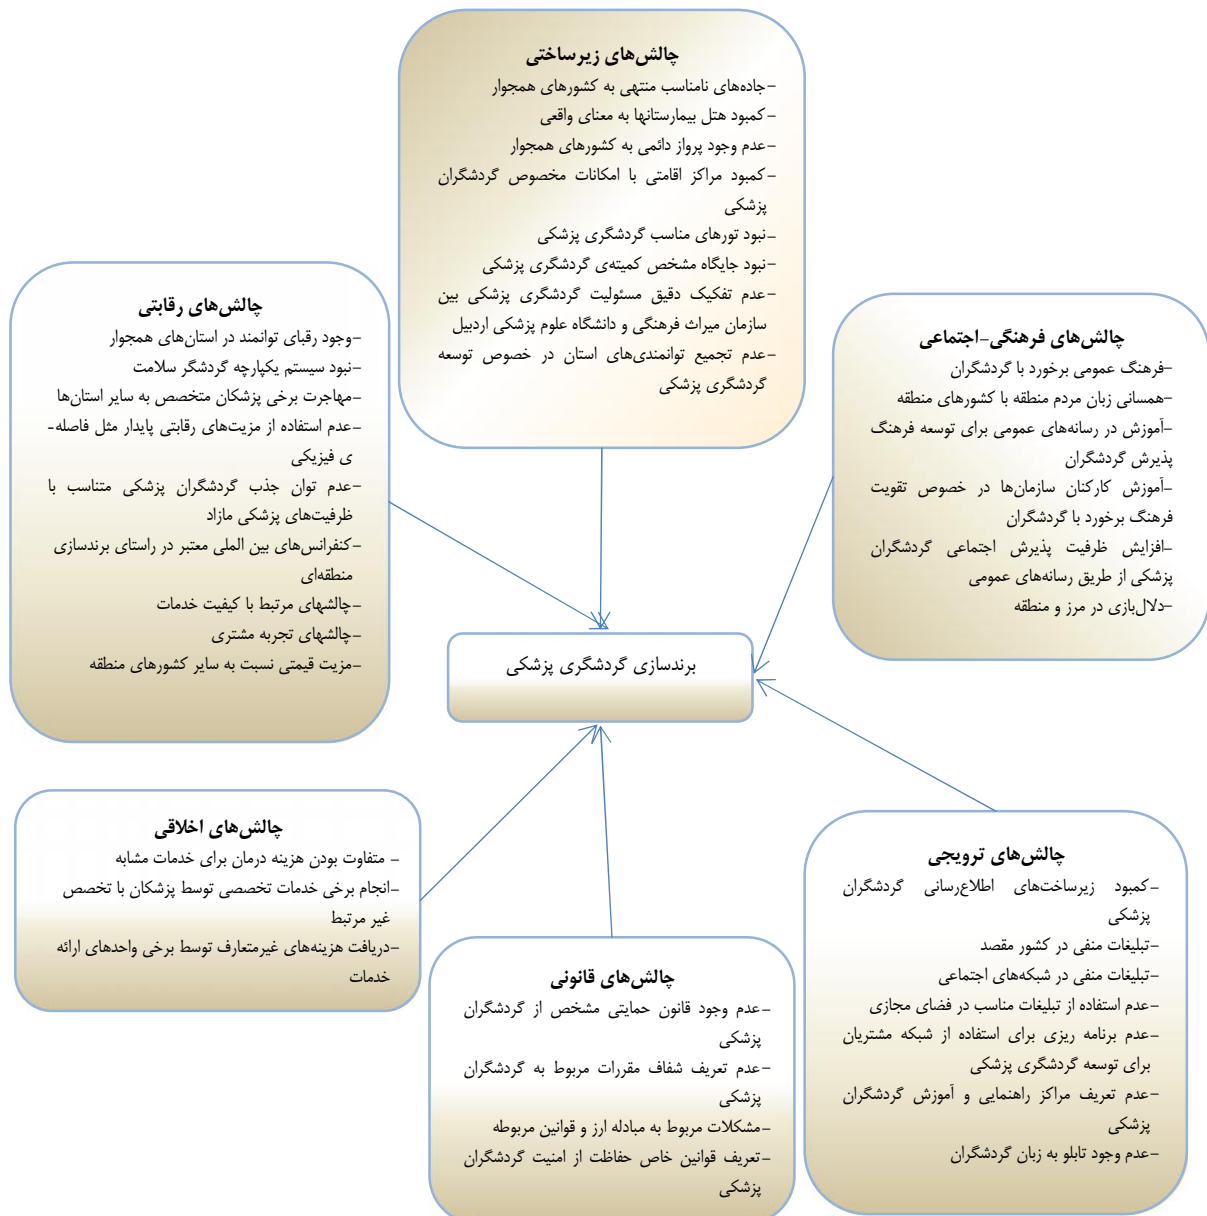 چالش‌های زیرساختی
-جاده‌های نامناسب منتهی به کشورهای همجوار
-کمبود هتل بیمارستانها به معنای واقعی
-عدم وجود پرواز دائمی به کشورهای همجوار
-کمبود مراکز اقامتی با امکانات مخصوص گردشگران
پزشکی
-نبود تورهای مناسب گردشگری پزشکی
-نبود جایگاه مشخص کمیته‌ی گردشگری پزشکی
-عدم تفکیک دقیق مسئولیت گردشگری پزشکی بین
سازمان میراث فرهنگی و دانشگاه علوم پزشکی اردبیل
-عدم تجمیع توانمندی‌های استان در خصوص توسعه
گردشگری پزشکی
چالش‌های فرهنگی-اجتماعی
-فرهنگ عمومی برخورد با گردشگران
-همسانی زبان مردم منطقه با کشورهای منطقه
-آموزش در رسانه‌های عمومی برای توسعه فرهنگ
پذیرش گردشگران
-آموزش کارکنان سازمان‌ها در خصوص تقویت
فرهنگ برخورد با گردشگران
-افزایش ظرفیت پذیرش اجتماعی گردشگران
پزشکی از طریق رسانه‌های عمومی
-دلال‌بازی در مرز و منطقه
چالش‌های رقابتی
-وجود رقبای توانمند در استان‌های همجوار
-نبود سیستم یکپارچه گردشگر سلامت
-مهاجرت برخی پزشکان متخصص به سایر استان‌ها
-عدم استفاده از مزیت‌های رقابتی پایدار مثل فاصله-
ی فیزیکی
-عدم توان جذب گردشگران پزشکی متناسب با
ظرفیت‌های پزشکی مازاد
-کنفرانس‌های بین المللی معتبر در راستای برندسازی
منطقه‌ای
-چالشهای مرتبط با کیفیت خدمات
-چالشهای تجربه مشتری
-مزیت قیمتی نسبت به سایر کشورهای منطقه
برندسازی گردشگری پزشکی
چالش‌های ترویجی
-کمبود زیرساخت‌های اطلاع‌رسانی گردشگران
پزشکی
-تبلیغات منفی در کشور مقصد
-تبلیغات منفی در شبکه‌های اجتماعی
-عدم استفاده از تبلیغات مناسب در فضای مجازی
-عدم برنامه ریزی برای استفاده از شبکه مشتریان
برای توسعه گردشگری پزشکی
-عدم تعریف مراکز راهنمایی و آموزش گردشگران
پزشکی
-عدم وجود تابلو به زبان گردشگران
چالش‌های قانونی
-عدم وجود قانون حمایتی مشخص از گردشگران
پزشکی
-عدم تعریف شفاف مقررات مربوط به گردشگران
پزشکی
-مشکلات مربوط به مبادله ارز و قوانین مربوطه
-تعریف قوانین خاص حفاظت از امنیت گردشگران
پزشکی
چالش‌های اخلاقی
- متفاوت بودن هزینه درمان برای خدمات مشابه
-انجام برخی خدمات تخصصی توسط پزشکان با تخصص
غیر مرتبط
-دریافت هزینه‌های غیرمتعارف توسط برخی واحدهای ارائه
خدمات